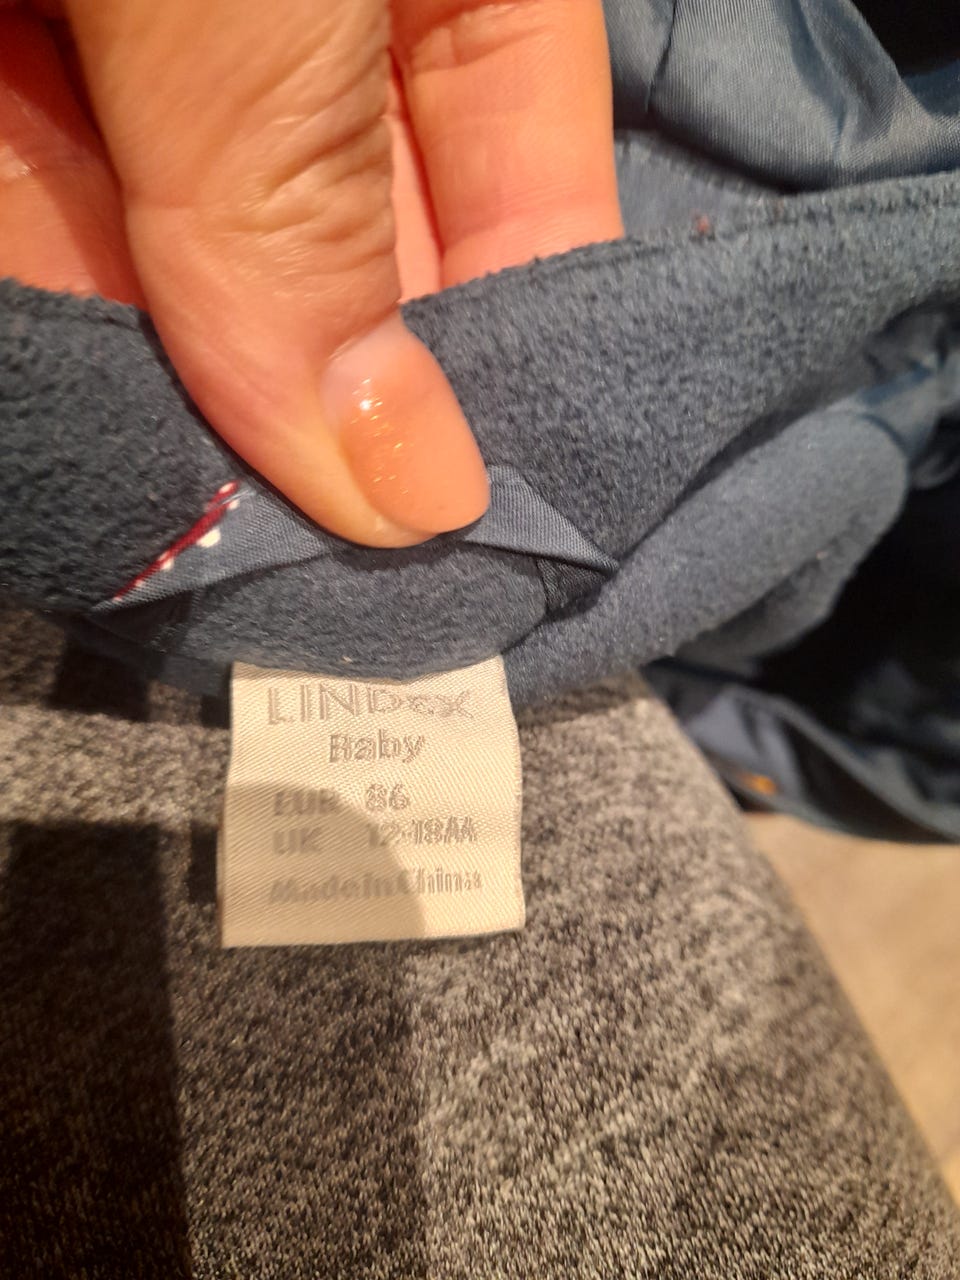 LINDEX
Baby
EUR 86
UK 12-18M
Made in China